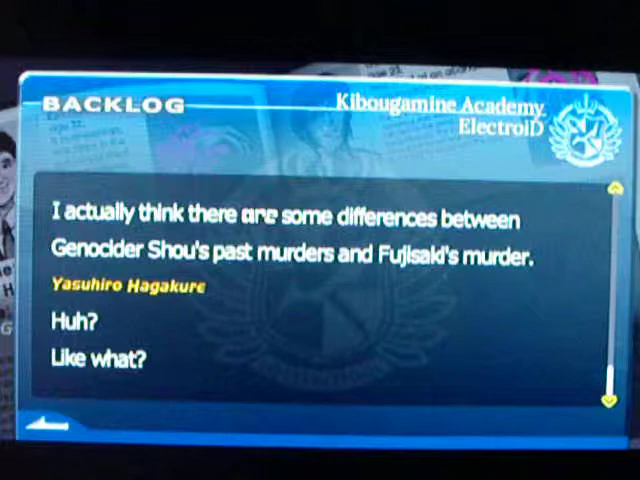 BACKLOG
Kibougamine Academy
ElectroiD
I actually think there are some differences between
Genocider Shou's past murders and Fujisaki's murder.
Yasuhiro Hagakure
Huh?
Like what?